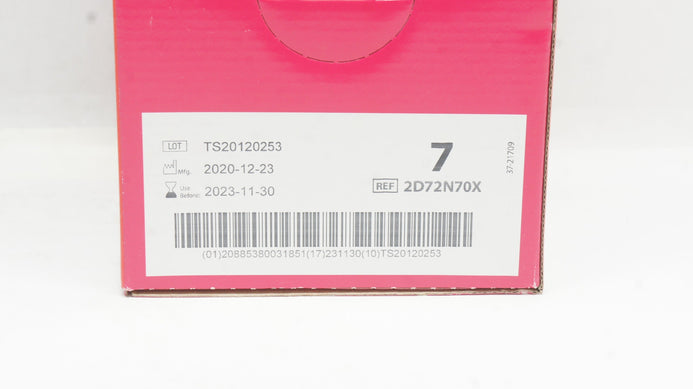 LOT TS20120253
Mfg. 2020-12-23
Use Before: 2023-11-30
7
REF 2D72N70X
37-21709
(01)20885380031851(17)231130(10)TS20120253